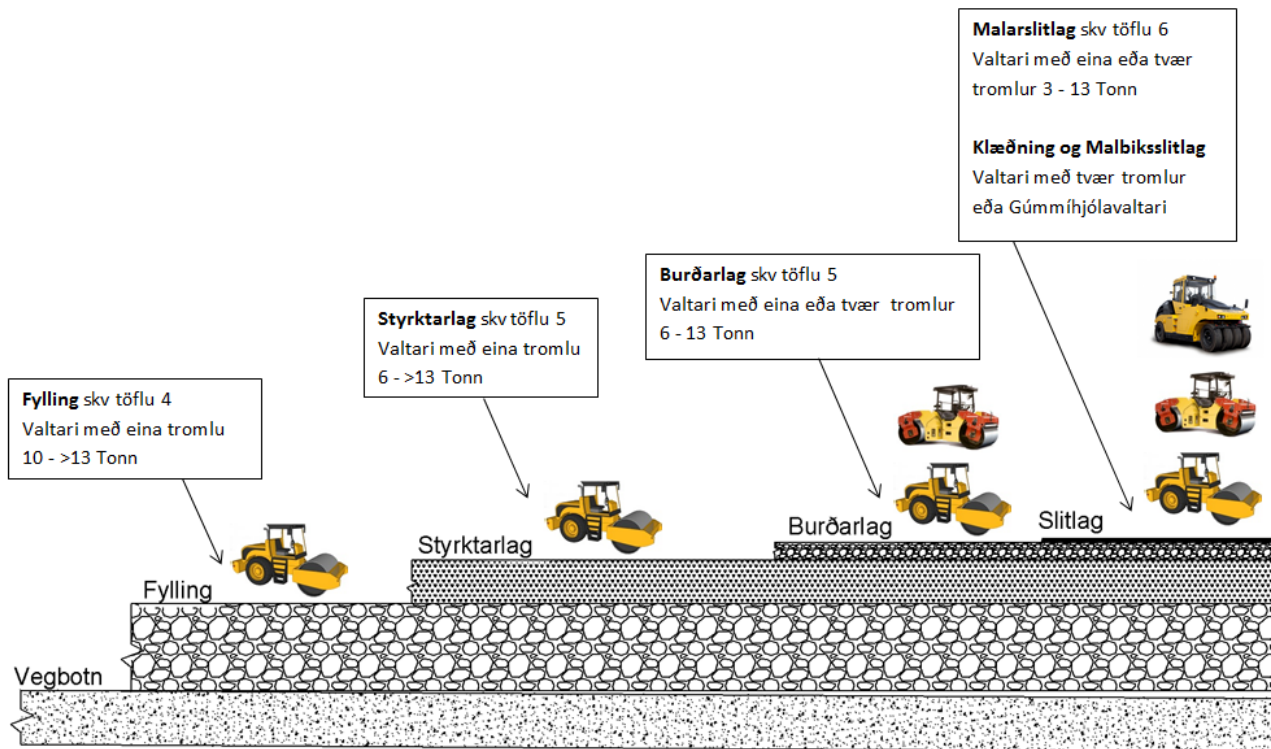 Malarslitlag skv töflu 6
Valtari með eina eða tvær
tromlur 3 - 13 Tonn
Klæðning og Malbiksslitlag
Valtari með tvær tromlur
eða Gúmmíhjólavaltari
Burðarlag skv töflu 5
Valtari með eina eða tvær tromlur
6 - 13 Tonn
Styrktarlag skv töflu 5
Valtari með eina tromlu
6 - >13 Tonn
Fylling skv töflu 4
Valtari með eina tromlu
10 - >13 Tonn
Slitlag
Burðarlag
Styrktarlag
Fylling
Vegbotn